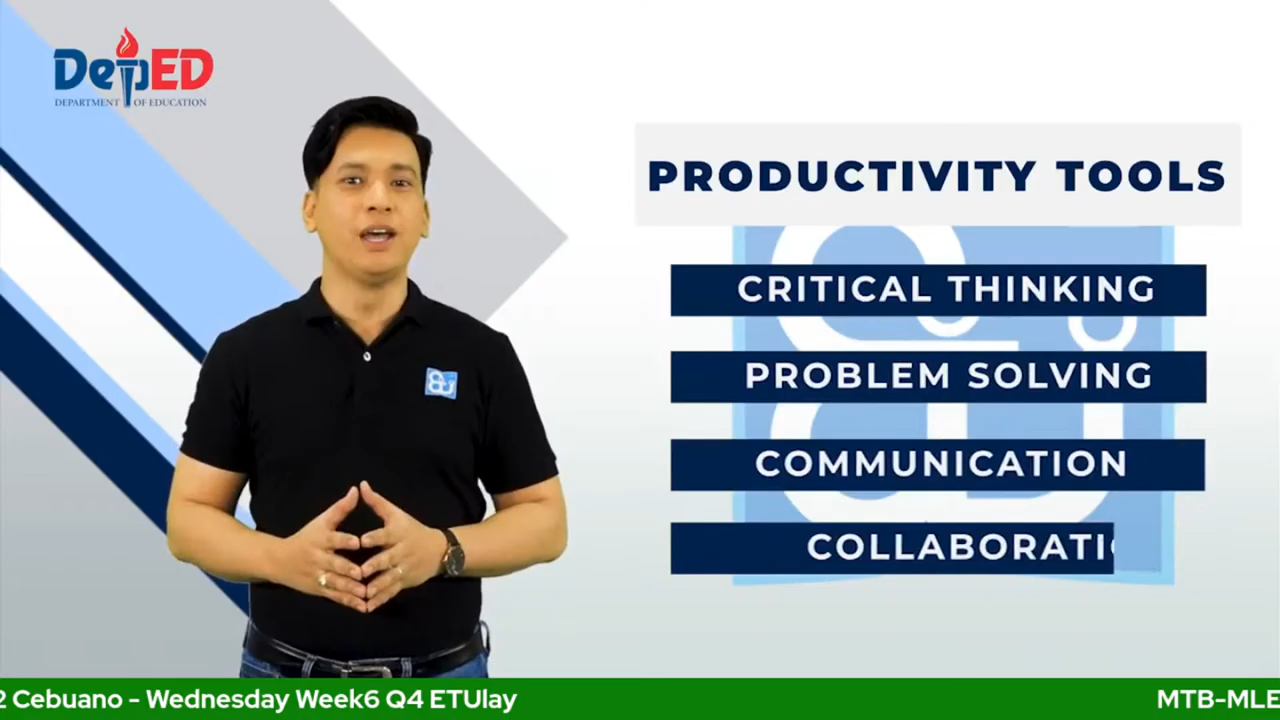 DepED
DEPARTMENT OF EDUCATION
PRODUCTIVITY TOOLS
CRITICAL THINKING
PROBLEM SOLVING
COMMUNICATION
COLLABORATI
2 Cebuano - Wednesday Week6 Q4 ETUlay
MTB-MLE